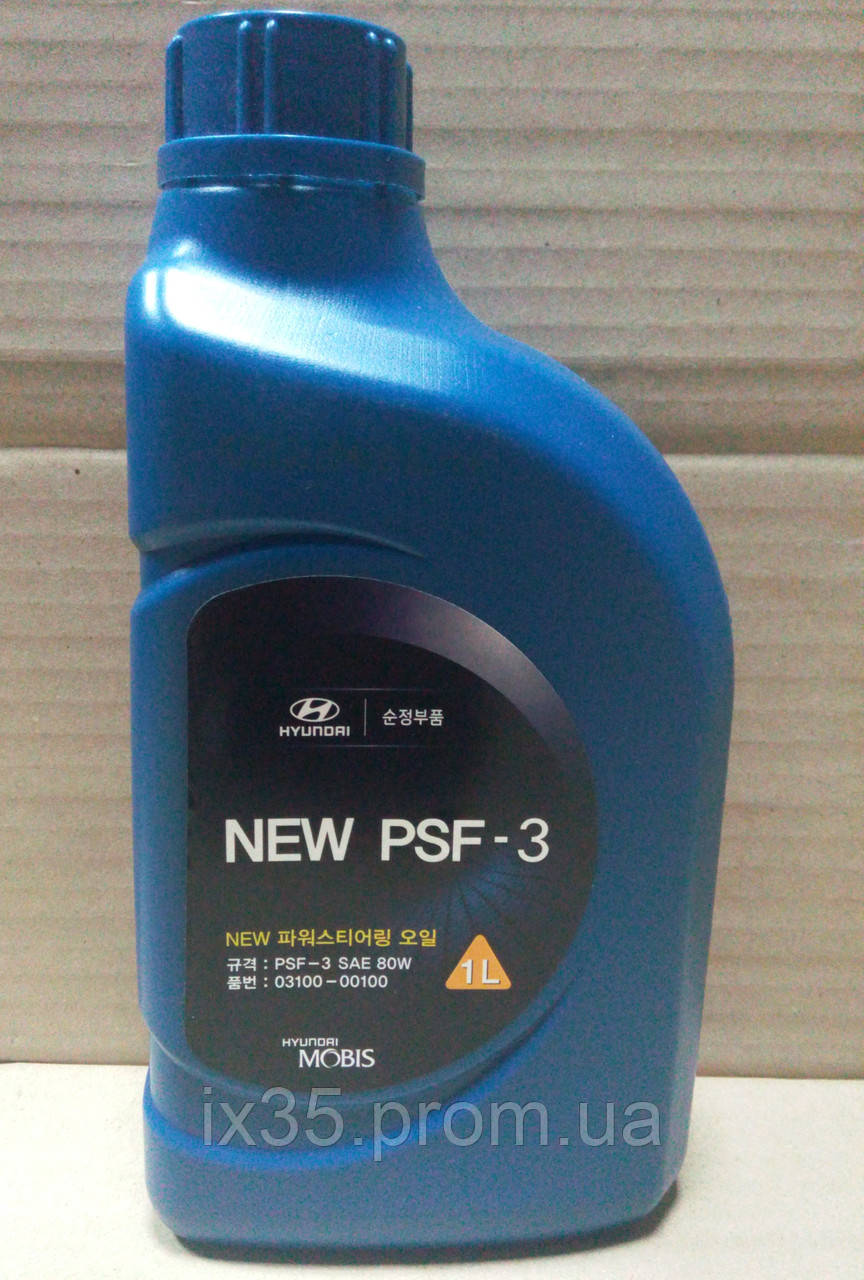 HYUNDAI 순정부품
NEW PSF-3
NEW 파워스티어링 오일
규격 : PSF-3 SAE 80W
품번 : 03100-00100
1L
HYUNDAI
MOBIS
ix35.prom.ua